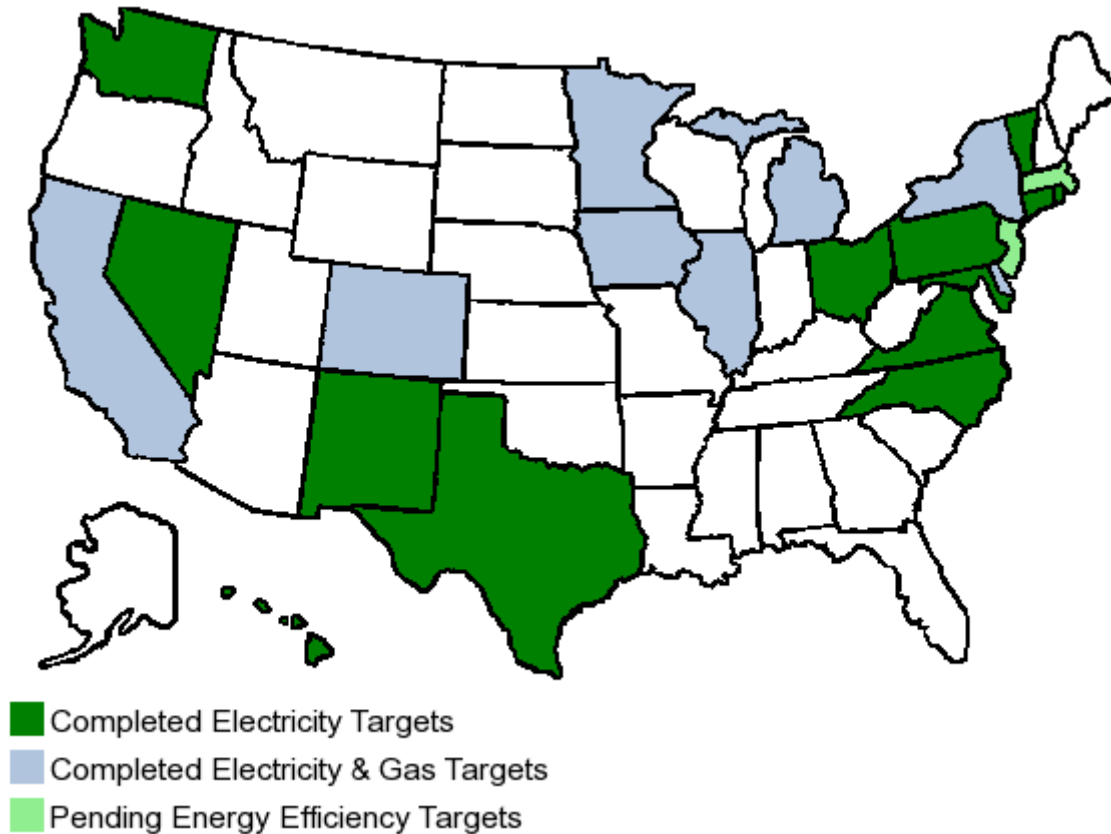 Completed Electricity Targets
Completed Electricity & Gas Targets
Pending Energy Efficiency Targets